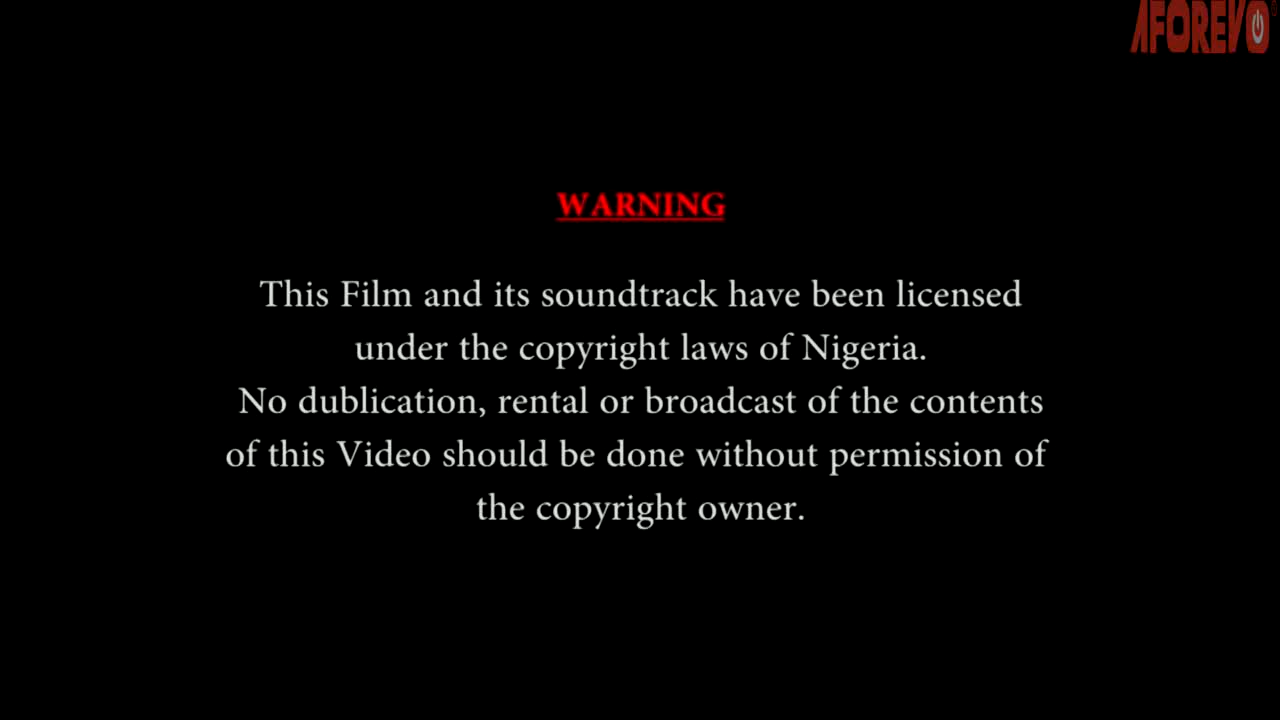 AFOREVO
WARNING
This Film and its soundtrack have been licensed
under the copyright laws of Nigeria.
No dublication, rental or broadcast of the contents
of this Video should be done without permission of
the copyright owner.